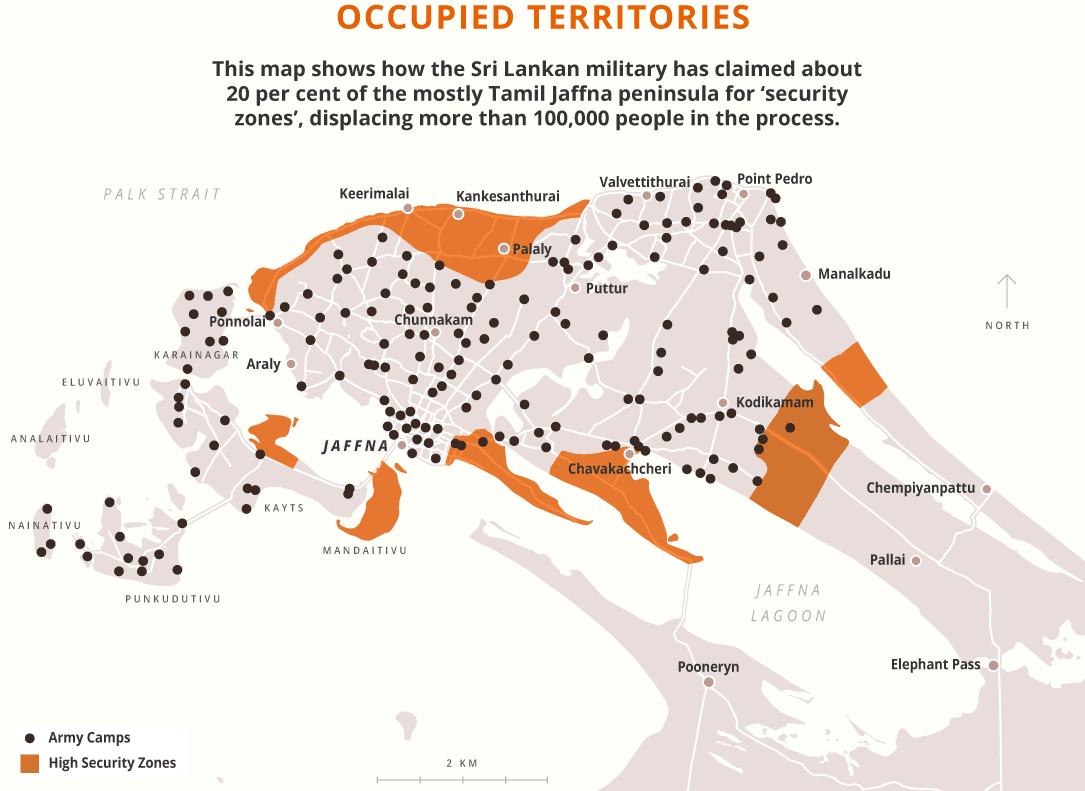 OCCUPIED TERRITORIES
This map shows how the Sri Lankan military has claimed about
20 per cent of the mostly Tamil Jaffna peninsula for ‘security
zones’, displacing more than 100,000 people in the process.
PALK STRAIT
Keerimalai
Kankesanthurai
Valvettithurai
Point Pedro
Palaly
Manalkadu
Puttur
NORTH
Ponnolai
Chunnakam
KARAINAGAR
Araly
ELUVAITIVU
Kodikamam
ANALAITIVU
JAFFNA
Chavakachcheri
Chempiyanpattu
KAYTS
NAINATIVU
MANDAITIVU
Pallai
PUNKUDUTIVU
JAFFNA
LAGOON
Pooneryn
Elephant Pass
Army Camps
High Security Zones
2 KM